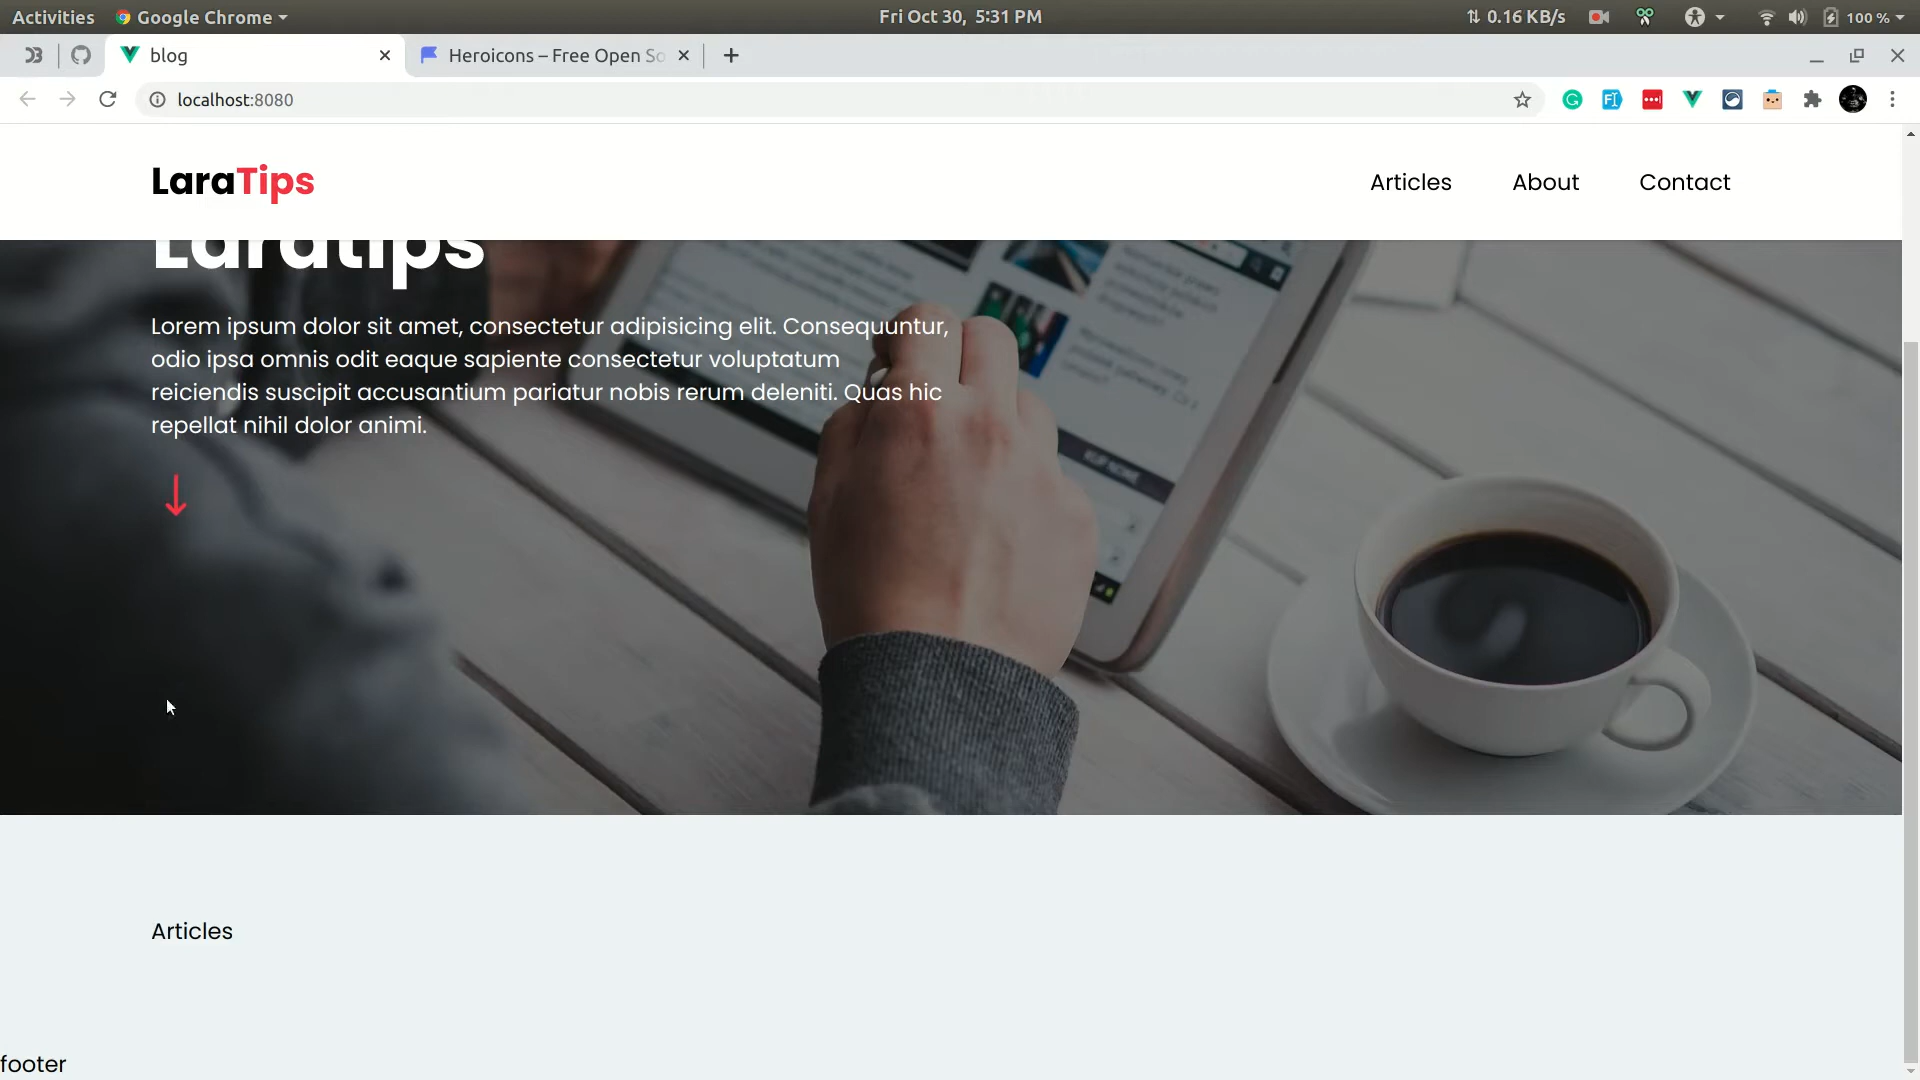 Activities Google Chrome Fri Oct 30, 5:31 PM 0.16 KB/s 100 %
blog Heroicons – Free Open So
localhost:8080
LaraTips Articles About Contact
Laratips
Lorem ipsum dolor sit amet, consectetur adipisicing elit. Consequuntur,
odio ipsa omnis odit eaque sapiente consectetur voluptatum
reiciendis suscipit accusantium pariatur nobis rerum deleniti. Quas hic
repellat nihil dolor animi.
Articles
footer